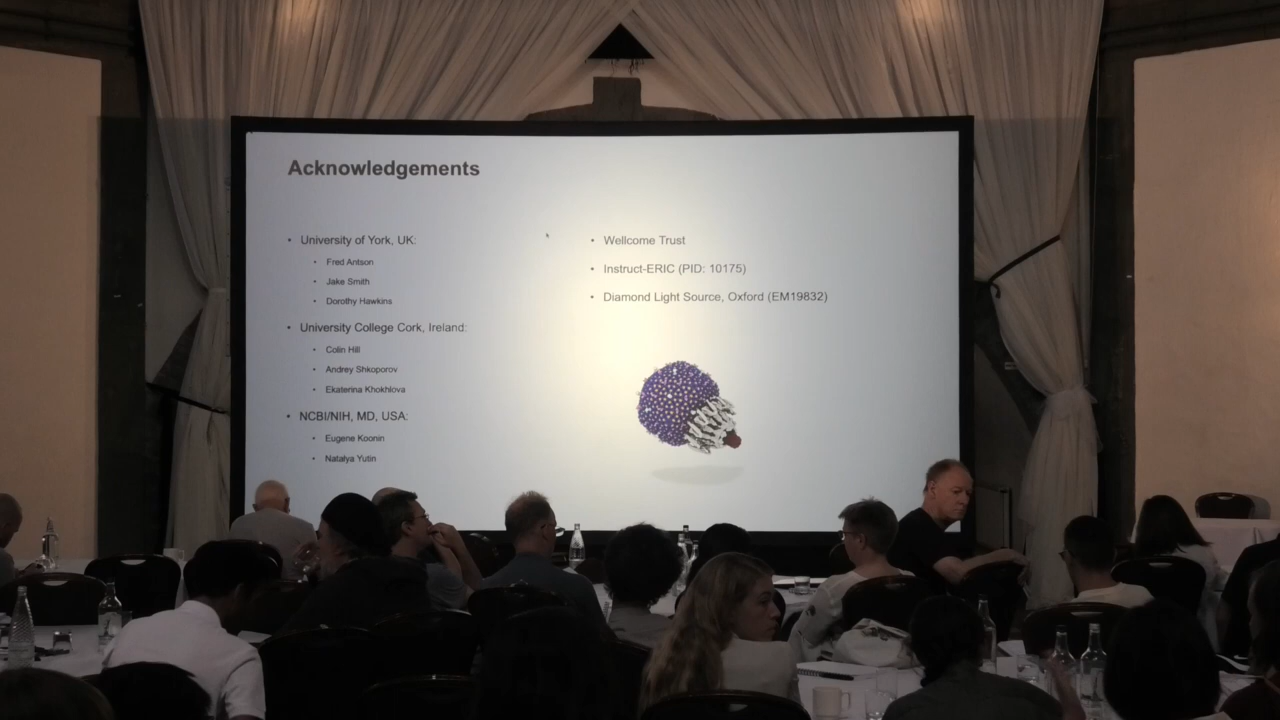 Acknowledgements
University of York, UK:
Fred Antson
Jake Smith
Dorothy Hawkins
University College Cork, Ireland:
Colin Hill
Andrey Shkoporov
Ekaterina Khokhlova
NCBI/NIH, MD, USA:
Eugene Koonin
Natalya Yutin
Wellcome Trust
Instruct-ERIC (PID: 10175)
Diamond Light Source, Oxford (EM19832)